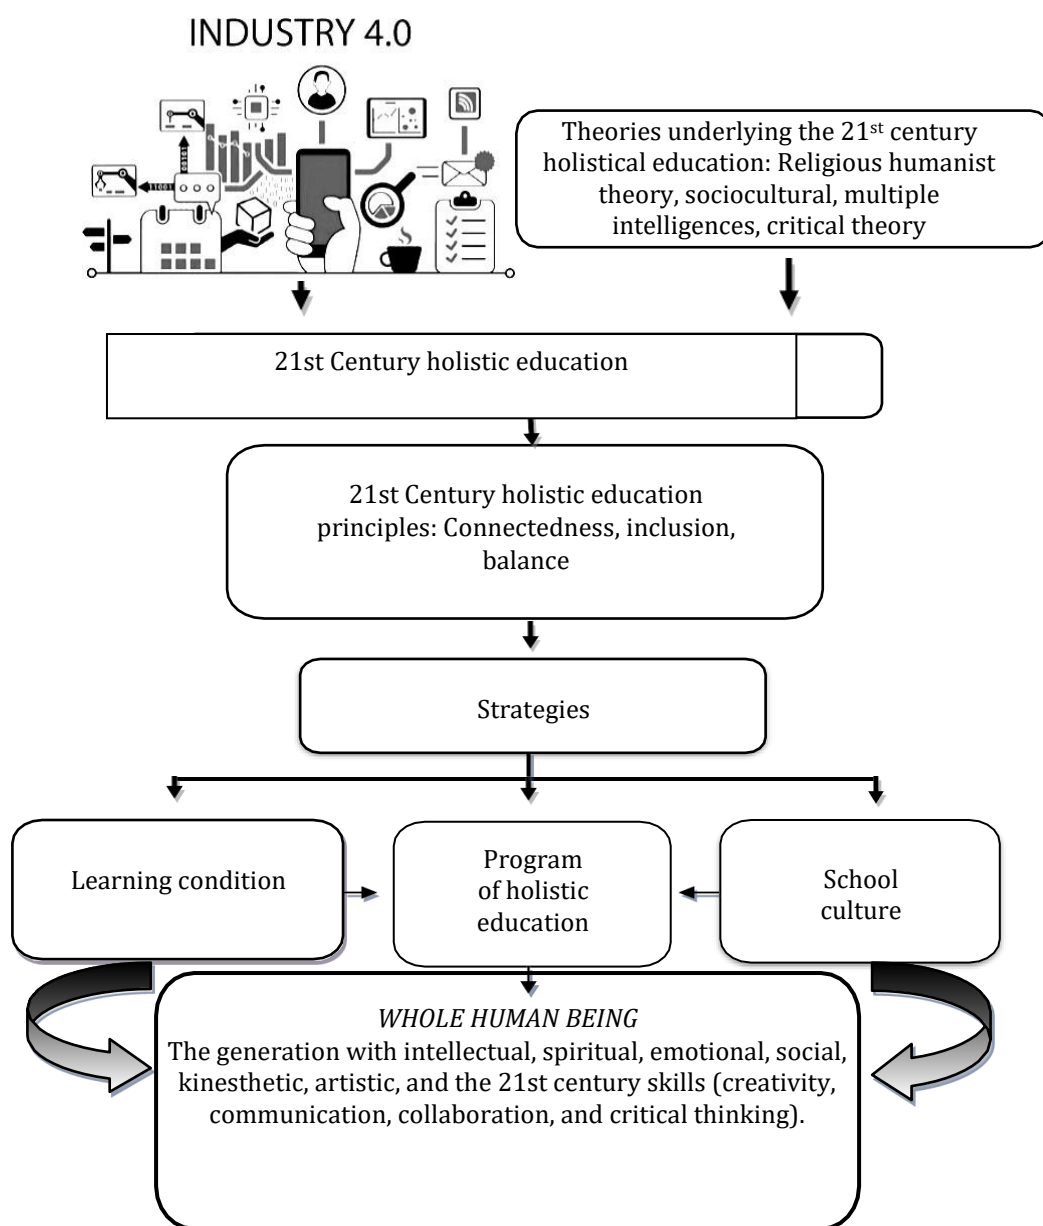 INDUSTRY 4.0
Theories underlying the 21st century
holistical education: Religious humanist
theory, sociocultural, multiple
intelligences, critical theory
21st Century holistic education
21st Century holistic education
principles: Connectedness, inclusion,
balance
Strategies
Learning condition
Program
of holistic
education
School
culture
WHOLE HUMAN BEING
The generation with intellectual, spiritual, emotional, social,
kinesthetic, artistic, and the 21st century skills (creativity,
communication, collaboration, and critical thinking).